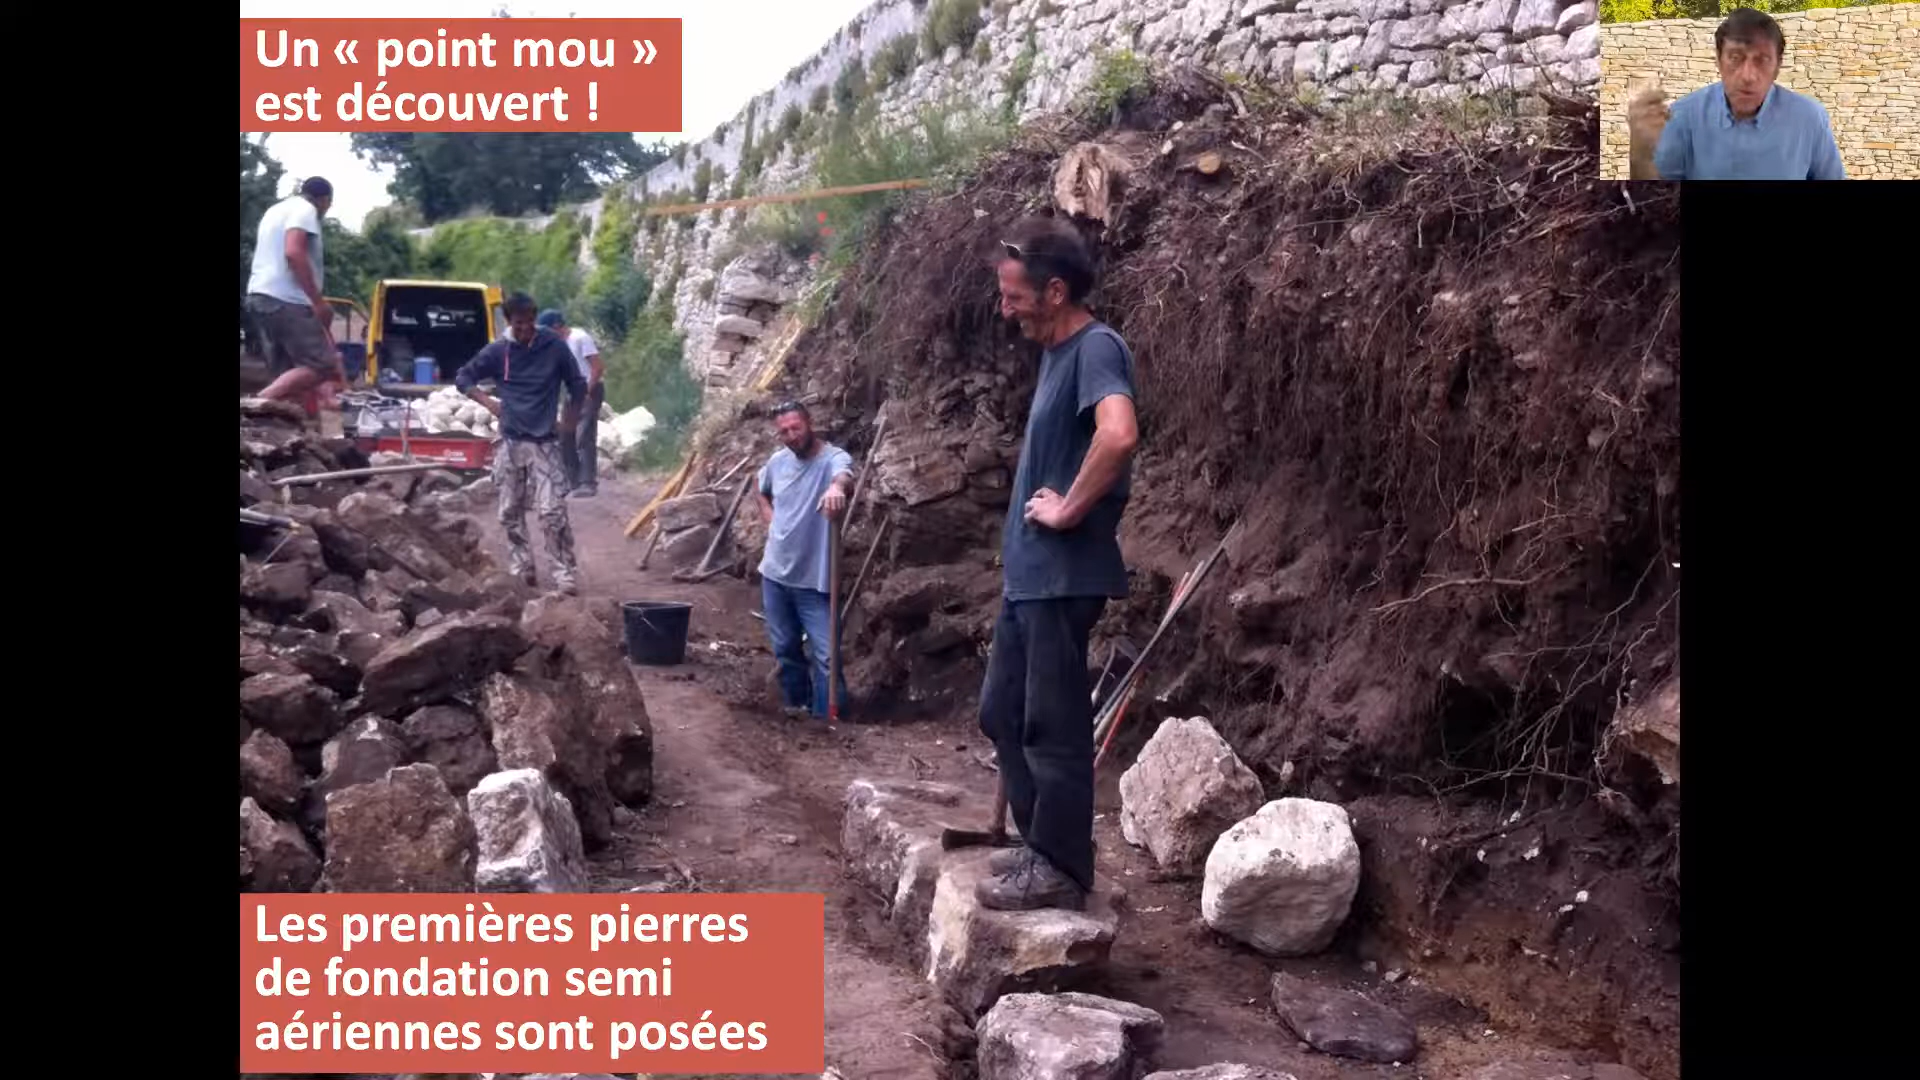 Un « point mou »
est découvert !
Les premières pierres
de fondation semi
aériennes sont posées